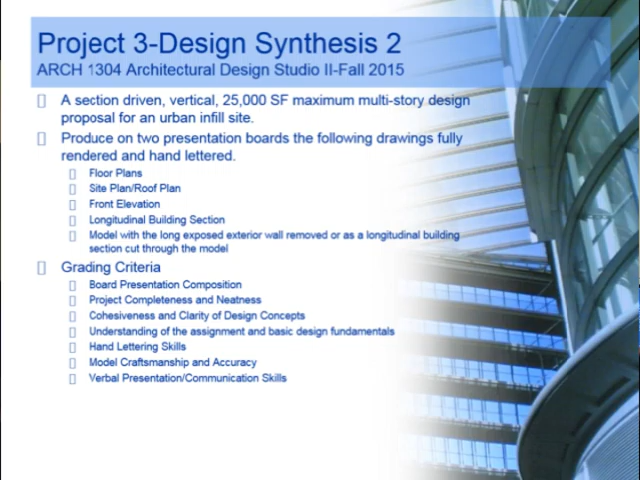 Project 3-Design Synthesis 2
ARCH 1304 Architectural Design Studio II-Fall 2015
A section driven, vertical, 25,000 SF maximum multi-story design
proposal for an urban infill site.
Produce on two presentation boards the following drawings fully
rendered and hand lettered.
Floor Plans
Site Plan/Roof Plan
Front Elevation
Longitudinal Building Section
Model with the long exposed exterior wall removed or as a longitudinal building
section cut through the model
Grading Criteria
Board Presentation Composition
Project Completeness and Neatness
Cohesiveness and Clarity of Design Concepts
Understanding of the assignment and basic design fundamentals
Hand Lettering Skills
Model Craftsmanship and Accuracy
Verbal Presentation/Communication Skills